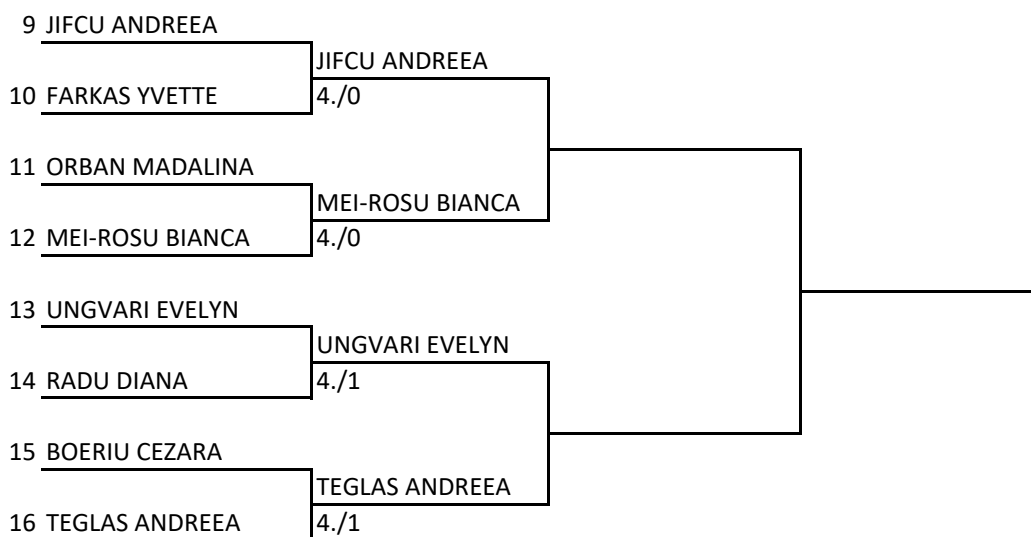 9 JIFCU ANDREEA
JIFCU ANDREEA
10 FARKAS YVETTE
4./0
11 ORBAN MADALINA
MEI-ROSU BIANCA
12 MEI-ROSU BIANCA
4./0
13 UNGVARI EVELYN
UNGVARI EVELYN
14 RADU DIANA
4./1
15 BOERIU CEZARA
TEGLAS ANDREEA
16 TEGLAS ANDREEA
4./1